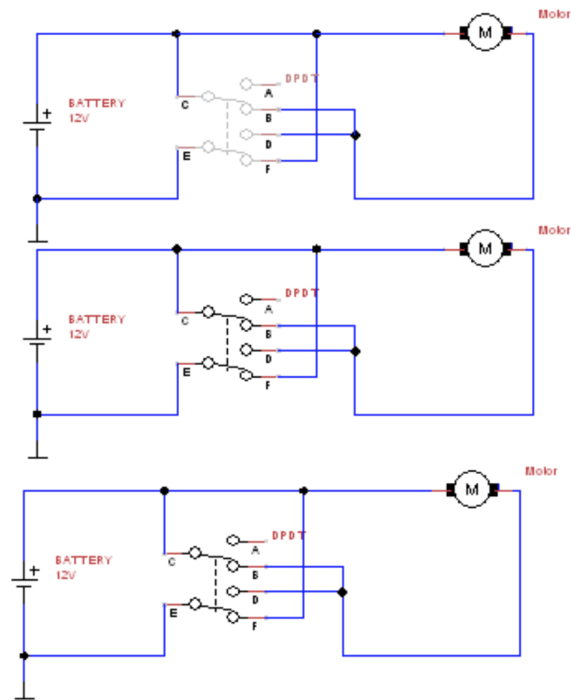 Motor
M
DPDT
A
BATTERY
12V
+
C
B
D
E
F
Motor
M
DPDT
A
BATTERY
12V
+
C
B
D
E
F
Motor
M
DPDT
A
BATTERY
12V
+
C
B
D
E
F